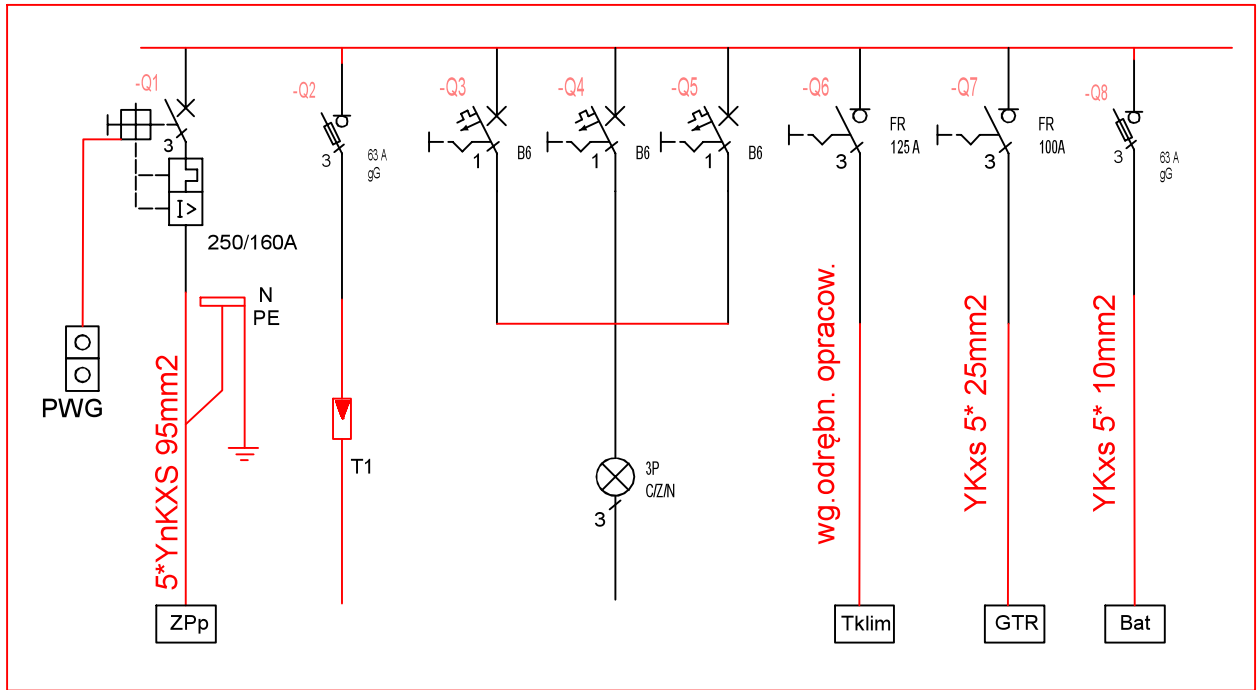 -Q1
-Q2
-Q3
-Q4
-Q5
-Q6
-Q7
-Q8
3
I>
250/160A
N
PE
PWG
5*YnKXS 95mm2
ZPp
3
63 A
gG
T1
1
B6
1
B6
1
B6
3P
C/Z/N
3
3
FR
125 A
wg.odrębn. opracow.
Tklim
3
FR
100A
YKxs 5* 25mm2
GTR
3
63 A
gG
YKxs 5* 10mm2
Bat